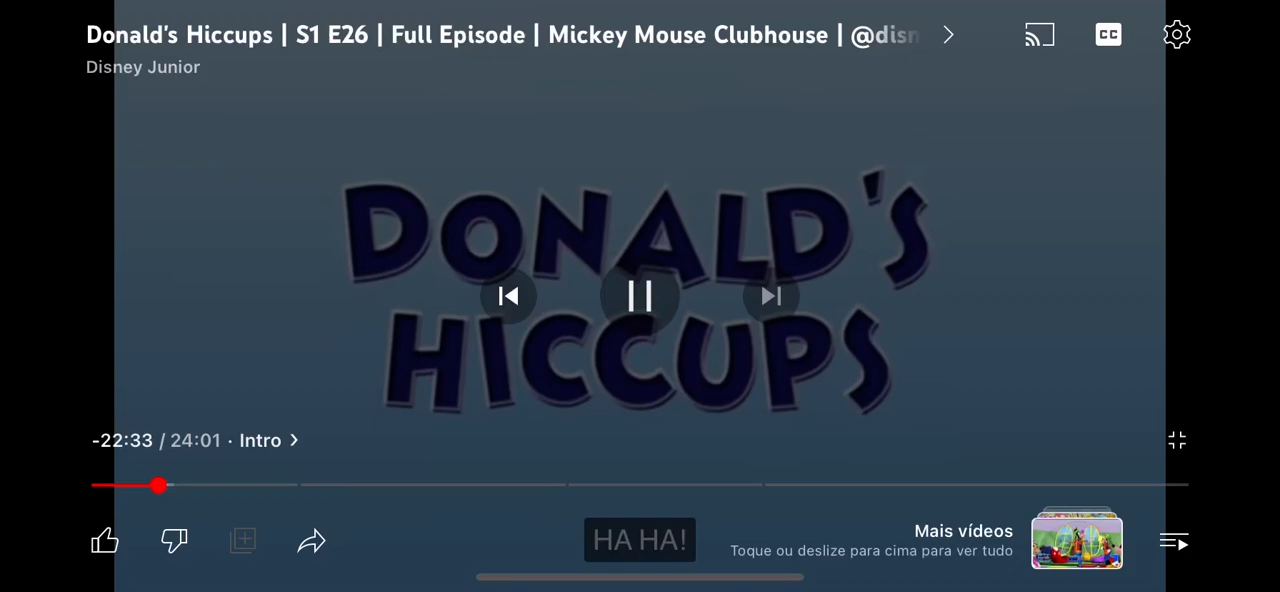 Donald's Hiccups | S1 E26 | Full Episode | Mickey Mouse Clubhouse | @disn
Disney Junior
CC
DONALD'S
HICCUPS
-22:33 / 24:01 · Intro
HA HA!
Mais vídeos
Toque ou deslize para cima para ver tudo